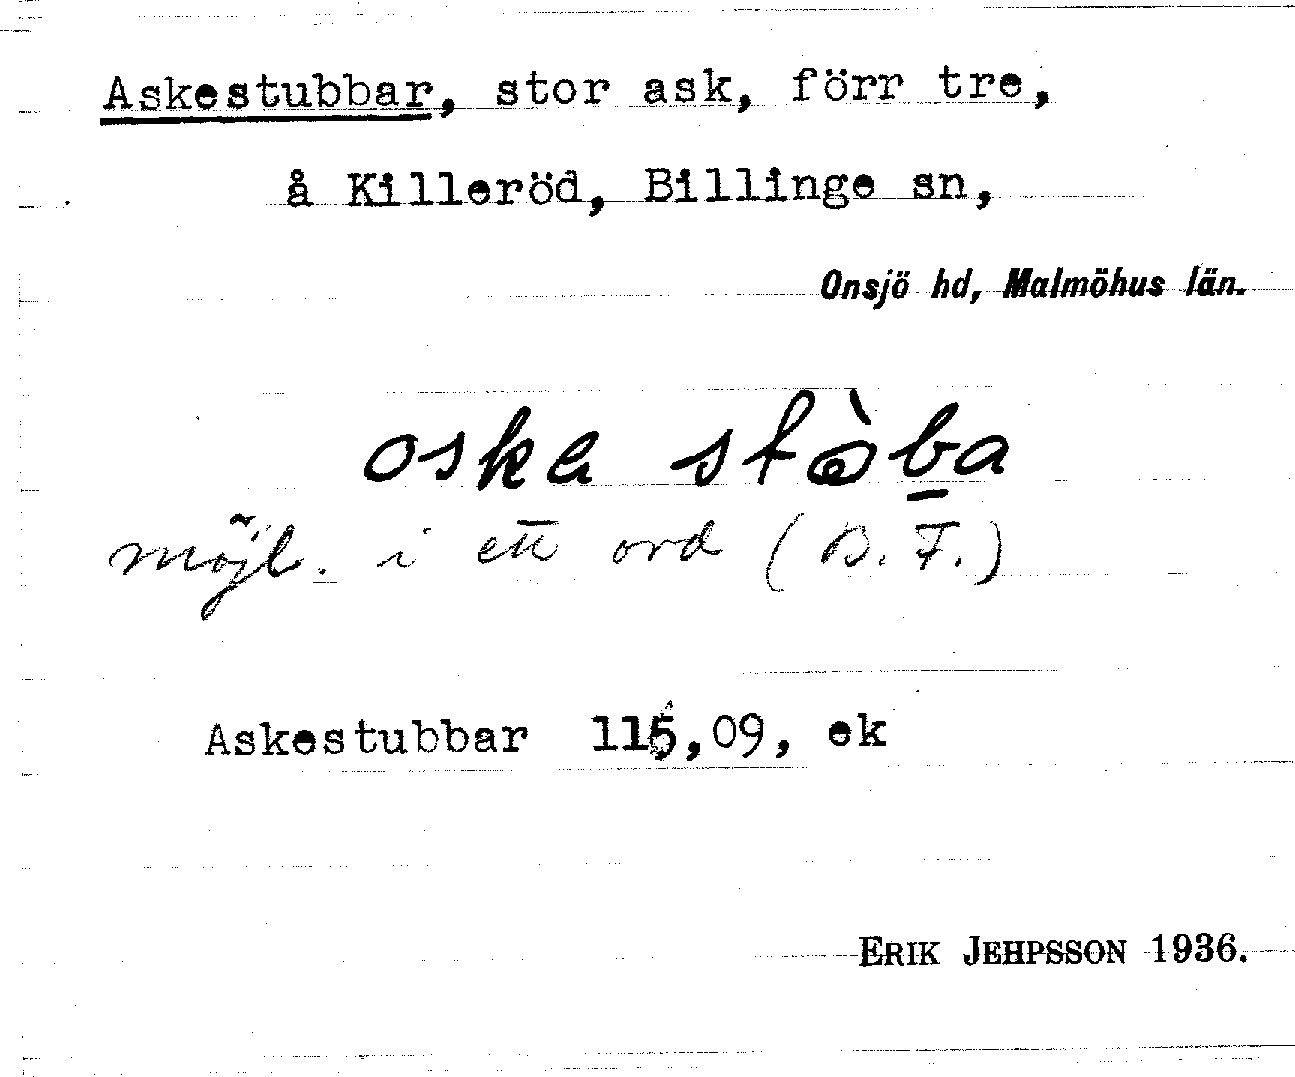 Askestubbar, stor ask, förr tre,
å Killeröd, Billinge sn,
Onsjö hd, Malmöhus län.
oska
möjl. i ett ord (B. F.)
Askestubbar 115,09, ek
ERIK JEHPSSON 1936.